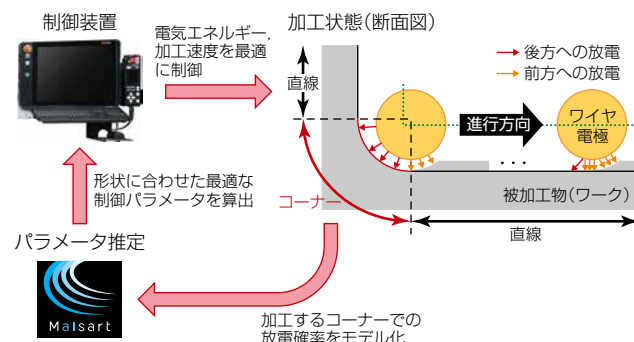 制御装置
電気エネルギー,
加工速度を最適
に制御
加工状態(断面図)
後方への放電
前方への放電
直線
進行方向
ワイヤ
電極
形状に合わせた最適な
制御パラメータを算出
コーナー
被加工物(ワーク)
直線
パラメータ推定
Maisart
加工するコーナーでの
放電確率をモデル化